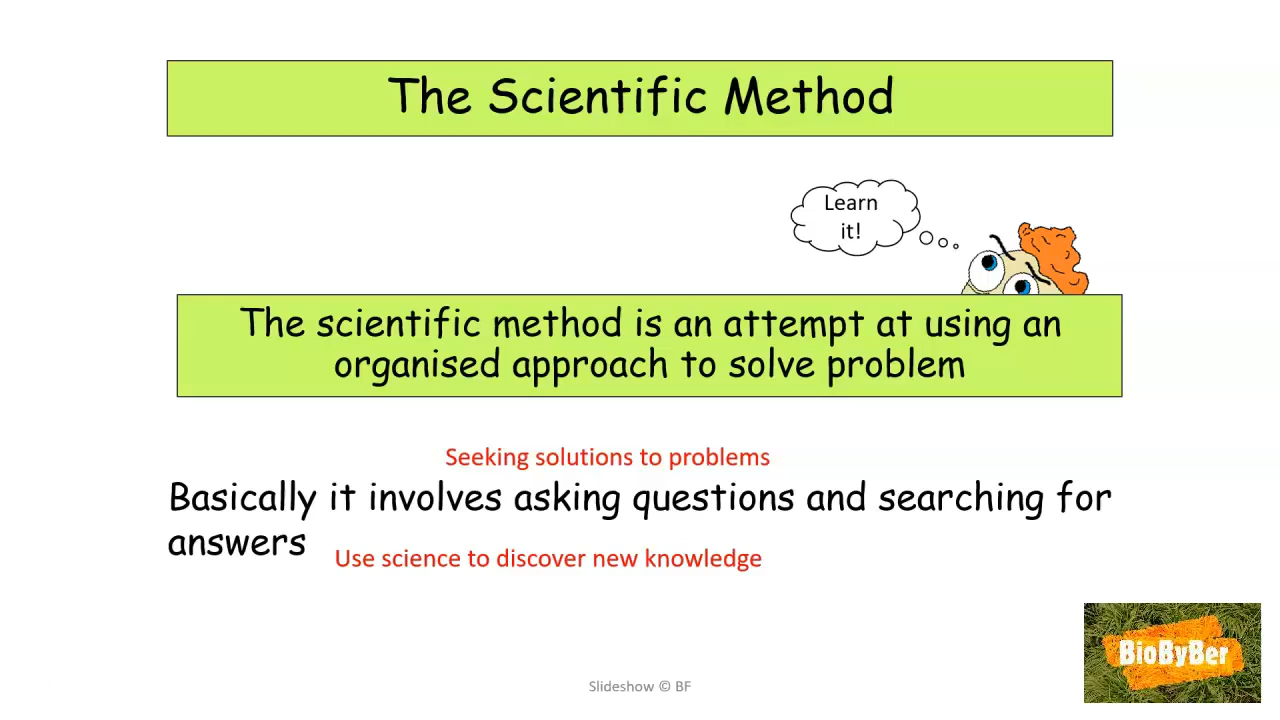 The Scientific Method
Learn
it!
The scientific method is an attempt at using an
organised approach to solve problem
Seeking solutions to problems
Basically it involves asking questions and searching for
answers
Use science to discover new knowledge
BioByBer
Slideshow © BF